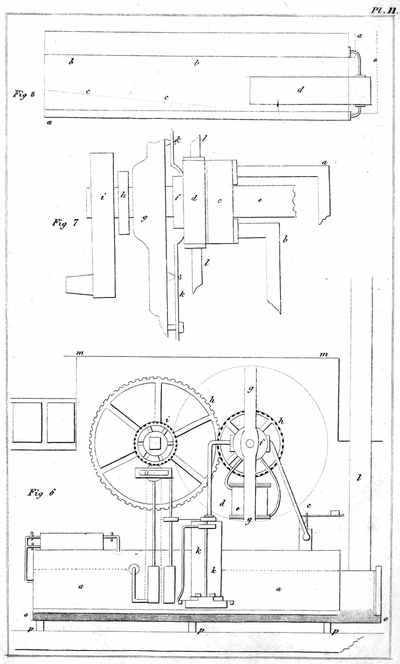 Pl. II.
a
b b
e
d
c c
Fig 8
a
k l
a
i h g f d c e
Fig 7
b
l
k
m m
g
i h h
f
Fig 6
l
d e c
g
k
k
a a
o o
p p p